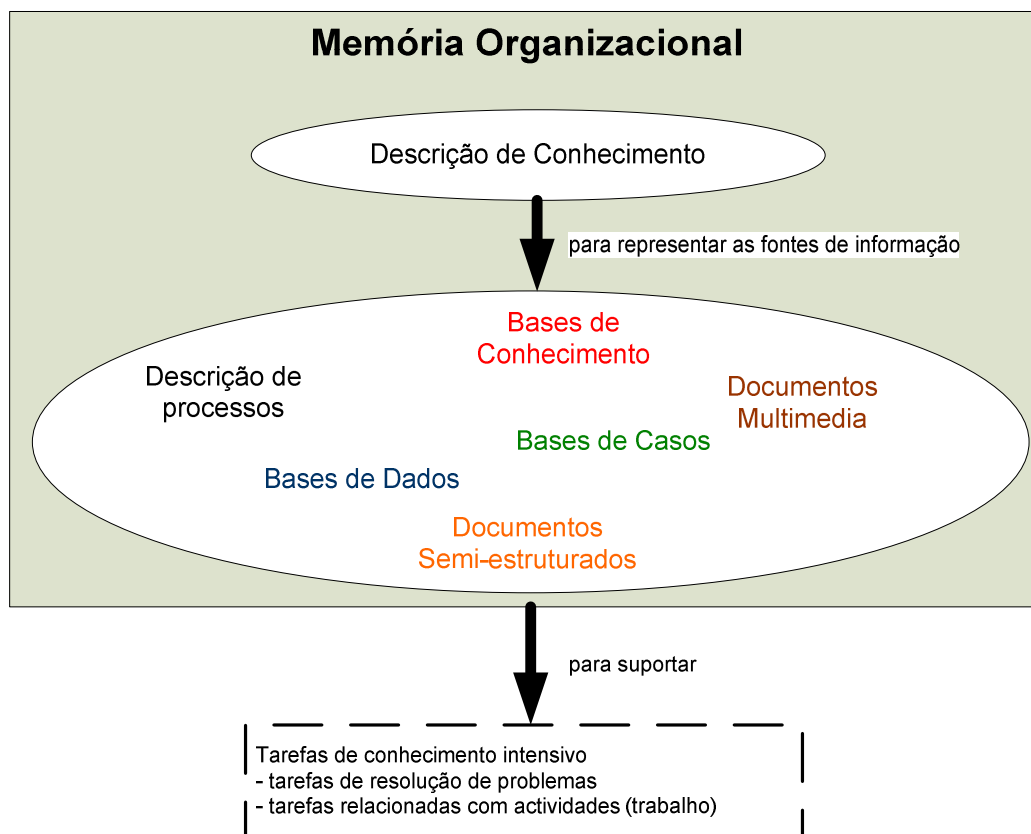 Memória Organizacional
Descrição de Conhecimento
para representar as fontes de informação
Bases de
Conhecimento
Descrição de
processos
Documentos
Multimedia
Bases de Casos
Bases de Dados
Documentos
Semi-estruturados
para suportar
Tarefas de conhecimento intensivo
- tarefas de resolução de problemas
- tarefas relacionadas com actividades (trabalho)